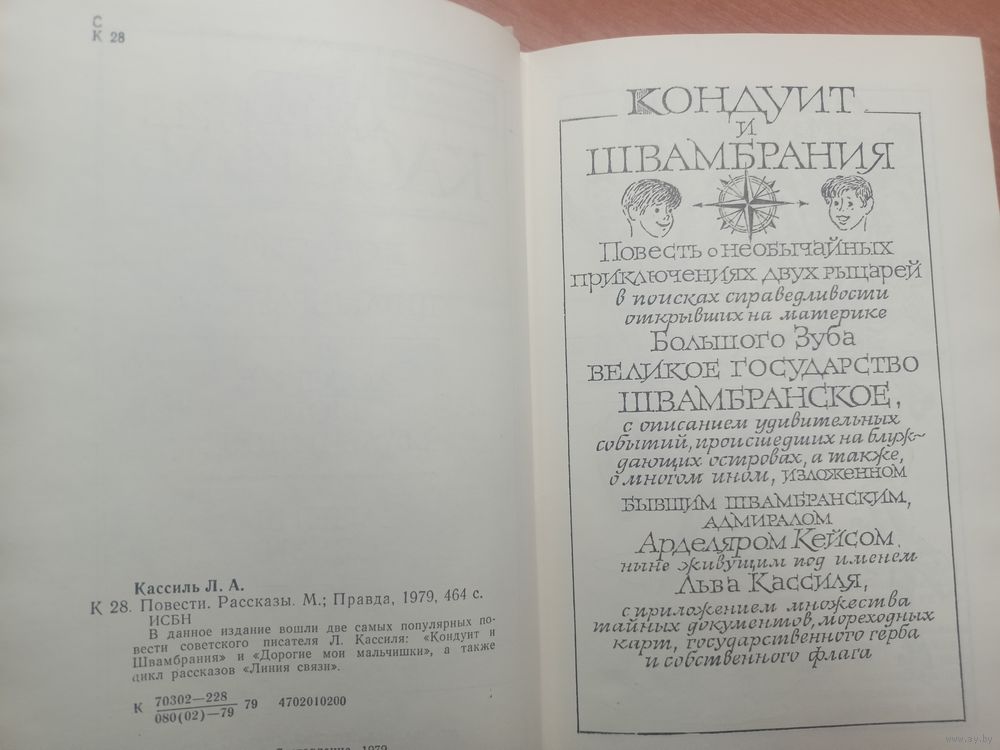 С
К 28
Кассиль Л. А.
К 28. Повести. Рассказы. М.; Правда, 1979, 464 с.
ИСБН
В данное издание вошли две самых популярных по-
вести советского писателя Л. Кассиля: «Кондуит и
Швамбрания» и «Дорогие мои мальчишки», а также
цикл рассказов «Линия связи».
К 70302—228
080(02)—79 79 4702010200
1979
КОНДУИТ
И
ШВАМБРАНИЯ
Повесть о необычайных
приключениях двух рыцарей
в поисках справедливости
открывших на материке
Большого Зуба
ВЕЛИКОЕ ГОСУДАРСТВО
ШВАМБРАНСКОЕ,
с описанием удивительных
событий, происшедших на блуж-
дающих островах, а также,
о многом ином, изложенном
бывшим швамбранским,
адмиралом
Арделяром Кейсом,
ныне живущим под именем
Льва Кассиля,
с приложением множества
тайных документов, мореходных
карт, государственного герба
и собственного флага
www.ay.by